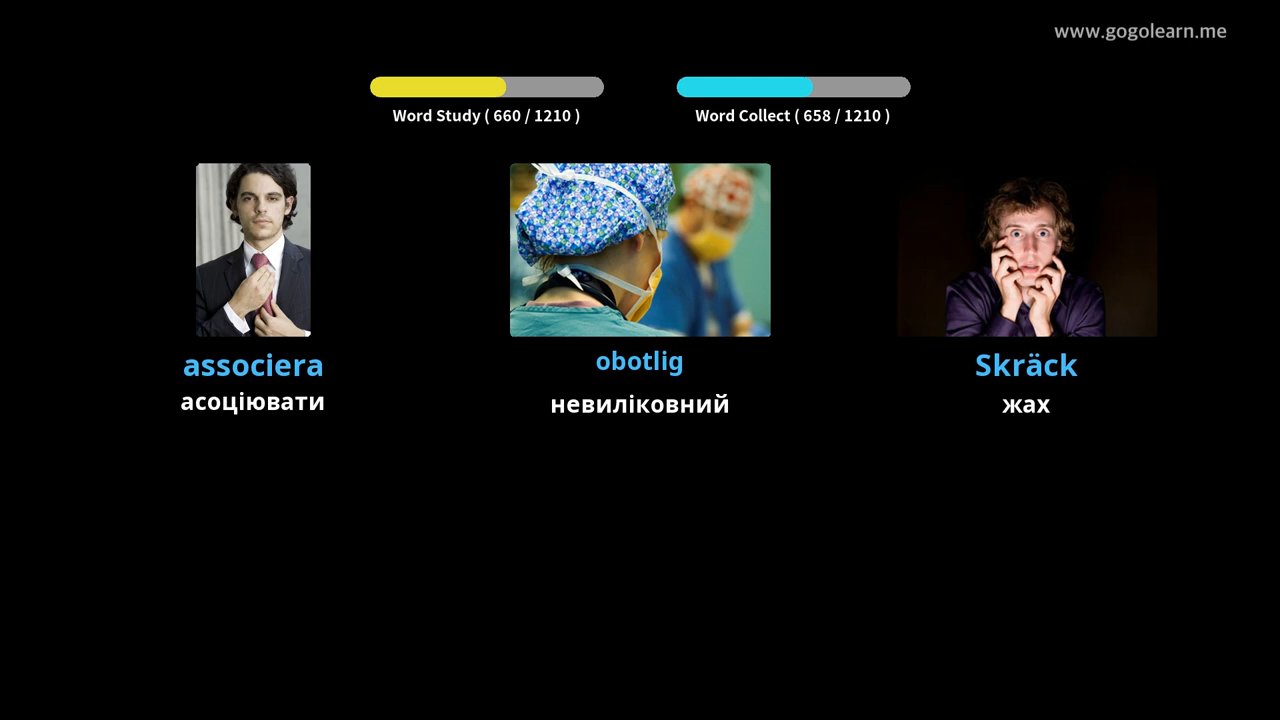 www.gogolearn.me
Word Study ( 660 / 1210 )
Word Collect ( 658 / 1210 )
associera
асоціювати
obotlig
невиліковний
Skräck
жах